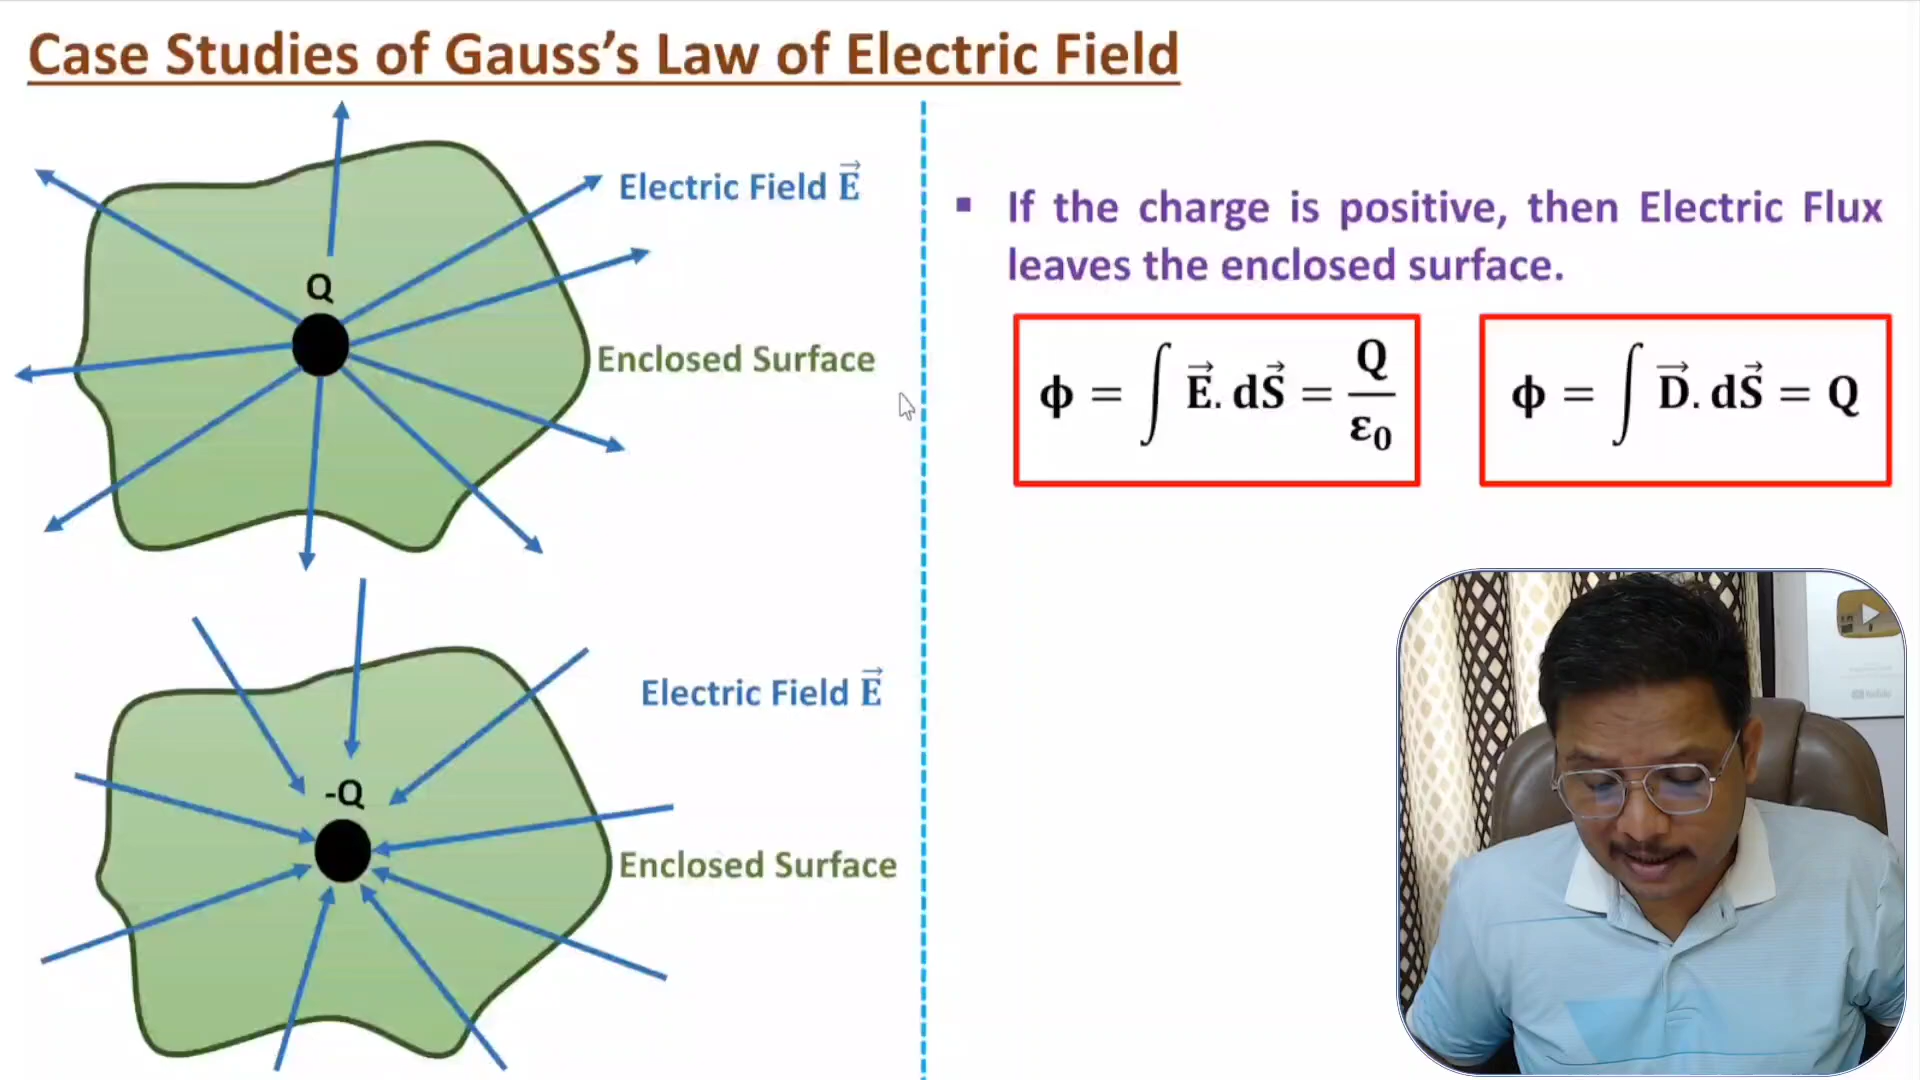 Case Studies of Gauss’s Law of Electric Field
Electric Field E⃗
Q
Enclosed Surface
Electric Field E⃗
-Q
Enclosed Surface
▪ If the charge is positive, then Electric Flux
leaves the enclosed surface.
ϕ = ∫ E⃗. dS⃗ = Q/ε₀
ϕ = ∫ D⃗. dS⃗ = Q
YouTube